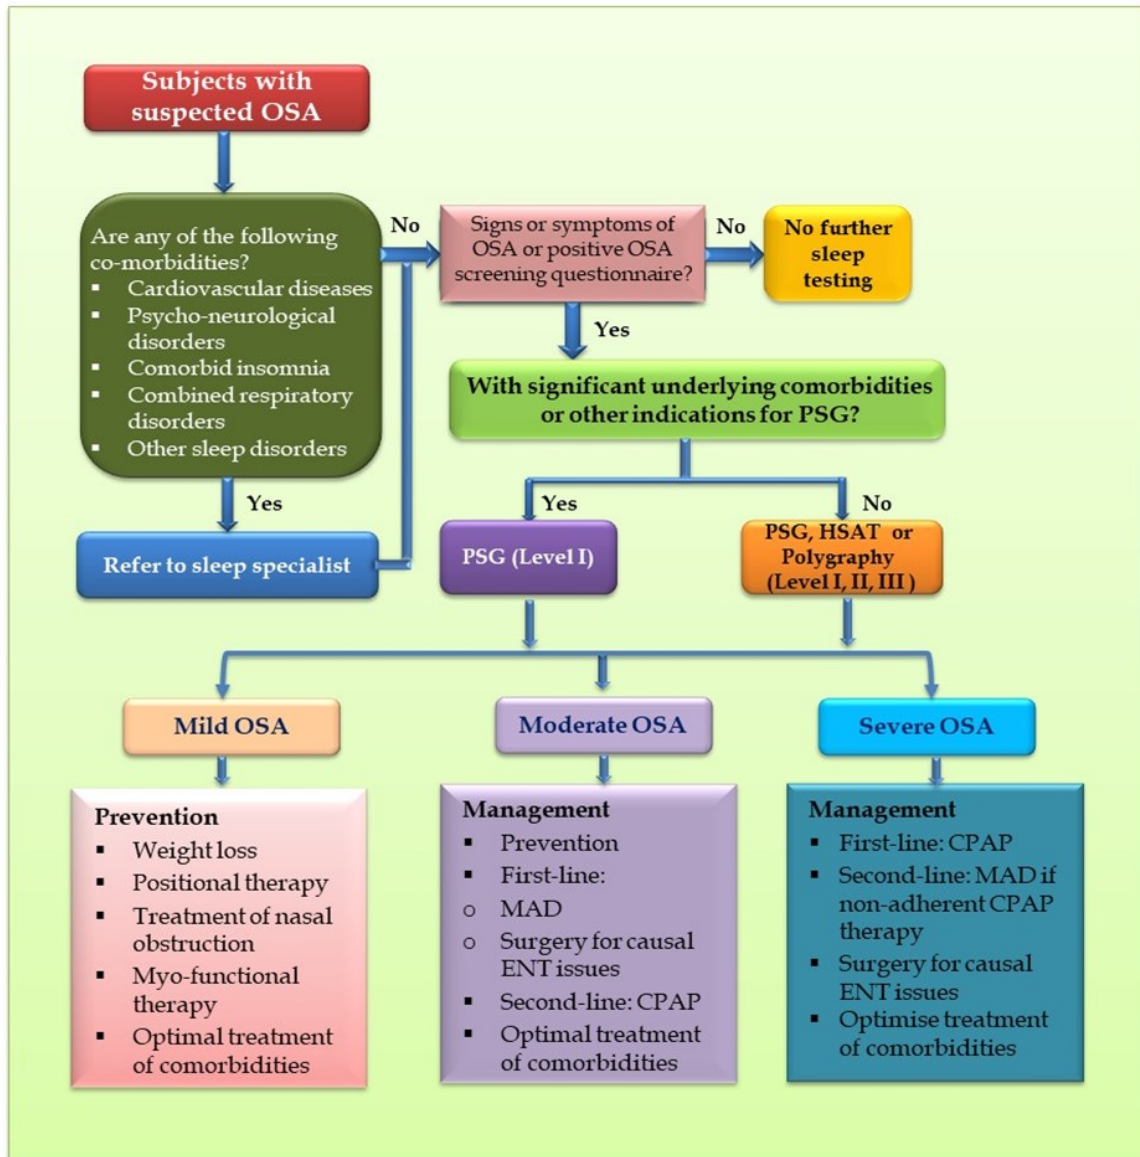 Subjects with
suspected OSA
Are any of the following
co-morbidities?
▪ Cardiovascular diseases
▪ Psycho-neurological
disorders
▪ Comorbid insomnia
▪ Combined respiratory
disorders
▪ Other sleep disorders
No
Signs or symptoms of
OSA or positive OSA
screening questionnaire?
No
No further
sleep
testing
Yes
With significant underlying comorbidities
or other indications for PSG?
Yes
Refer to sleep specialist
Yes
PSG (Level I)
No
PSG, HSAT or
Polygraphy
(Level I, II, III )
Mild OSA
Moderate OSA
Severe OSA
Prevention
▪ Weight loss
▪ Positional therapy
▪ Treatment of nasal
obstruction
▪ Myo-functional
therapy
▪ Optimal treatment
of comorbidities
Management
▪ Prevention
▪ First-line:
o MAD
o Surgery for causal
ENT issues
▪ Second-line: CPAP
▪ Optimal treatment
of comorbidities
Management
▪ First-line: CPAP
▪ Second-line: MAD if
non-adherent CPAP
therapy
▪ Surgery for causal
ENT issues
▪ Optimise treatment
of comorbidities